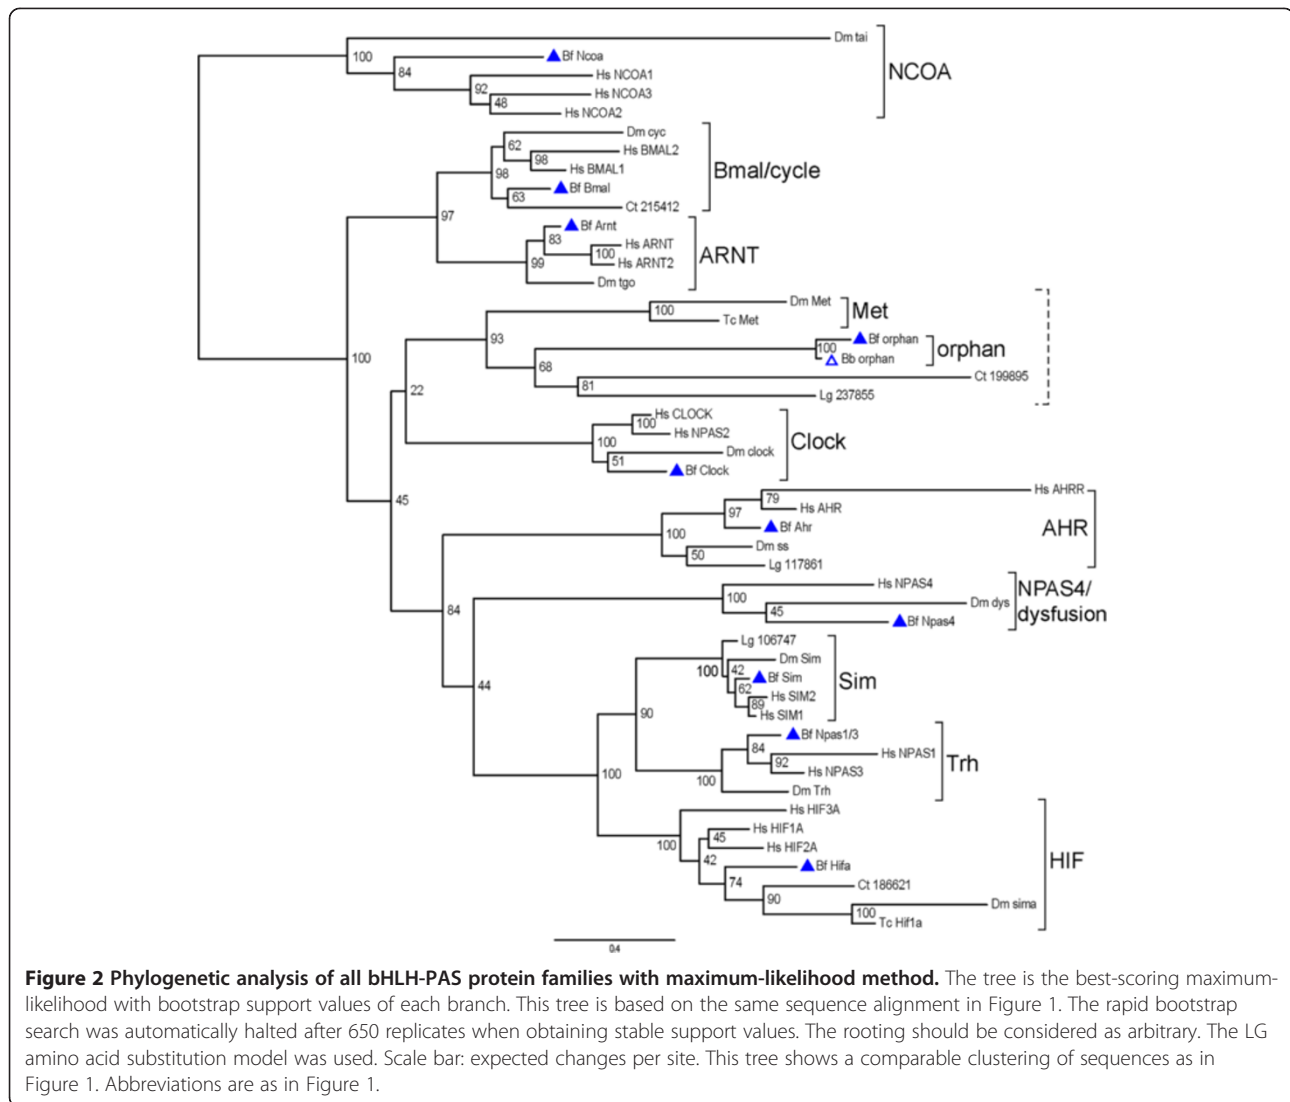 Dm tai
100
Bf Ncoa
84
Hs NCOA1
92
Hs NCOA3
48
Hs NCOA2
NCOA
Dm cyc
62
Hs BMAL2
98
Hs BMAL1
98
Bf Bmal
63
Ct 215412
Bmal/cycle
97
Bf Arnt
83
Hs ARNT
100
Hs ARNT2
99
Dm tgo
ARNT
100
Dm Met
100
Tc Met
Met
93
Bf orphan
100
Bb orphan
orphan
68
Ct 199895
81
Lg 237855
22
Hs CLOCK
100
Hs NPAS2
100
Dm clock
51
Bf Clock
Clock
45
Hs AHRR
79
Hs AHR
97
Bf Ahr
100
Dm ss
50
Lg 117861
AHR
84
Hs NPAS4
100
Dm dys
45
Bf Npas4
NPAS4/
dysfusion
44
Lg 106747
100
Dm Sim
42
Bf Sim
62
Hs SIM2
89
Hs SIM1
Sim
90
Bf Npas1/3
84
Hs NPAS1
92
Hs NPAS3
100
Dm Trh
Trh
100
Hs HIF3A
Hs HIF1A
45
Hs HIF2A
100
42
Bf Hifa
74
Ct 186621
90
Dm sima
100
Tc Hif1a
HIF
0.4
Figure 2 Phylogenetic analysis of all bHLH-PAS protein families with maximum-likelihood method. The tree is the best-scoring maximum-
likelihood with bootstrap support values of each branch. This tree is based on the same sequence alignment in Figure 1. The rapid bootstrap
search was automatically halted after 650 replicates when obtaining stable support values. The rooting should be considered as arbitrary. The LG
amino acid substitution model was used. Scale bar: expected changes per site. This tree shows a comparable clustering of sequences as in
Figure 1. Abbreviations are as in Figure 1.